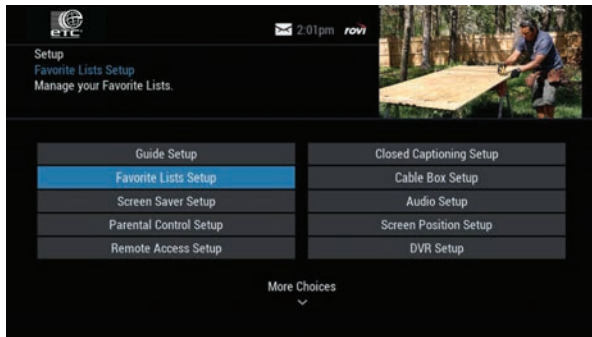 etc
2:01pm rovi
Setup
Favorite Lists Setup
Manage your Favorite Lists.
Guide Setup
Closed Captioning Setup
Favorite Lists Setup
Cable Box Setup
Screen Saver Setup
Audio Setup
Parental Control Setup
Screen Position Setup
Remote Access Setup
DVR Setup
More Choices